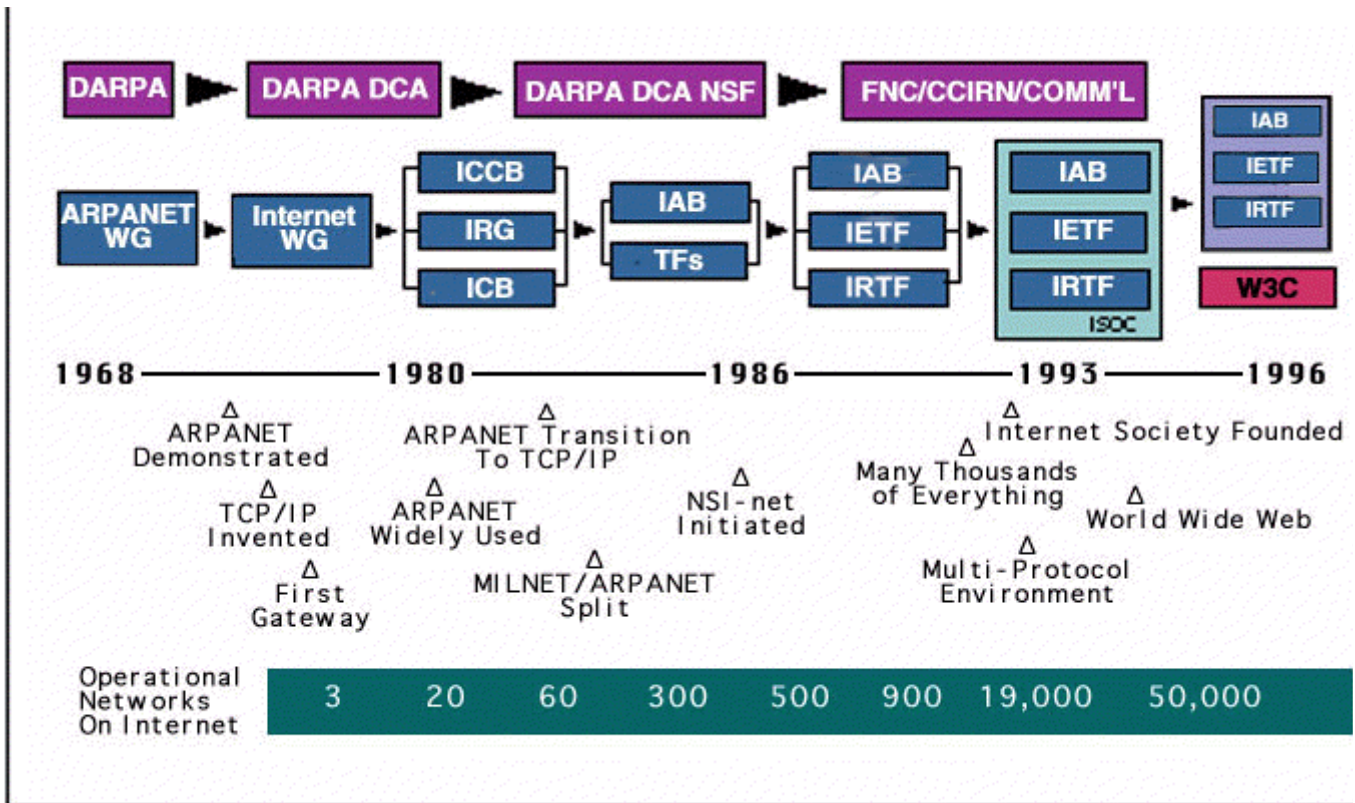 DARPA
DARPA DCA
DARPA DCA NSF
FNC/CCIRN/COMM'L
ARPANET
WG
Internet
WG
ICCB
IRG
ICB
IAB
TFs
IAB
IETF
IRTF
IAB
IETF
IRTF
ISOC
IAB
IETF
IRTF
W3C
1968
1980
1986
1993
1996
Δ
ARPANET
Demonstrated
Δ
TCP/IP
Invented
Δ
First
Gateway
Δ
ARPANET Transition
To TCP/IP
Δ
ARPANET
Widely Used
Δ
MILNET/ARPANET
Split
Δ
NSI-net
Initiated
Δ
Internet Society Founded
Δ
Many Thousands
of Everything
Δ
World Wide Web
Δ
Multi-Protocol
Environment
Operational
Networks
On Internet
3 20 60 300 500 900 19,000 50,000